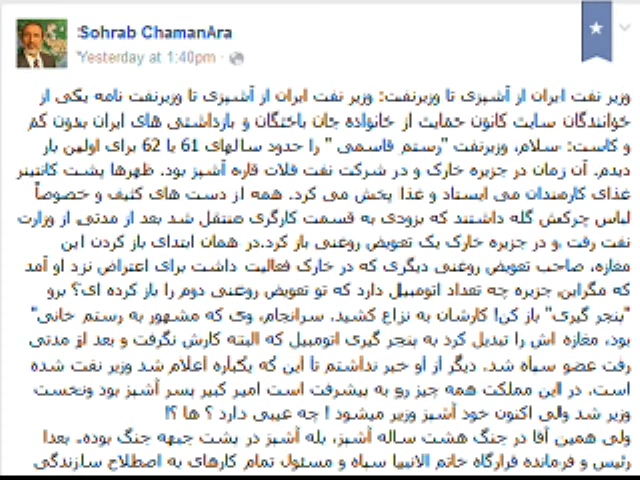 Sohrab ChamanAra
Yesterday at 1:40pm ·
وزیر نفت ایران از آشپزی تا وزیرنفت: وزیر نفت ایران از آشپزی تا وزیرنفت نامه یکی از
خوانندگان سایت کانون حمایت از خانواده جان باختگان و بازداشتی های ایران بدون کم
و کاست: سلام، وزیرنفت "رستم قاسمی " را حدود سالهای 61 یا 62 برای اولین بار
دیدم. آن زمان در جزیره خارک و در شرکت نفت فلات قاره آشپز بود. ظهرها پشت کانتینر
غذای کارمندان می ایستاد و غذا پخش می کرد. همه از دست های کثیف و خصوصاً
لباس چرکش گله داشتند که بزودی به قسمت کارگری منتقل شد بعد از مدتی از وزارت
نفت رفت و در جزیره خارک یک تعویض روغنی باز کرد.در همان ابتدای باز کردن این
مغازه، صاحب تعویض روغنی دیگری که در خارک فعالیت داشت برای اعتراض نزد او آمد
که مگراین جزیره چه تعداد اتومبیل دارد که تو تعویض روغنی دوم را باز کرده ای؟ برو
"پنچر گیری" باز کن! کارشان به نزاع کشید. سرانجام، وی که مشهور به رستم خانی"
بود، مغازه اش را تبدیل کرد به پنچر گیری اتومبیل که البته کارش نگرفت و بعد از مدتی
رفت عضو سپاه شد. دیگر از او خبر نداشتم تا این که یکباره اعلام شد وزیر نفت شده
است. در این مملکت همه چیز رو به پیشرفت است امیر کبیر پسر آشپز بود ونخست
وزیر شد ولی اکنون خود آشپز وزیر میشود ! چه عیبی دارد ؟ ها ؟!
ولی همین آقا در جنگ هشت ساله آشپز، بله آشپز در پشت جبهه جنگ بوده. بعدا
رئیس و فرمانده قرارگاه خاتم الانبیا سپاه و مسئول تمام کارهای به اصطلاح سازندگی